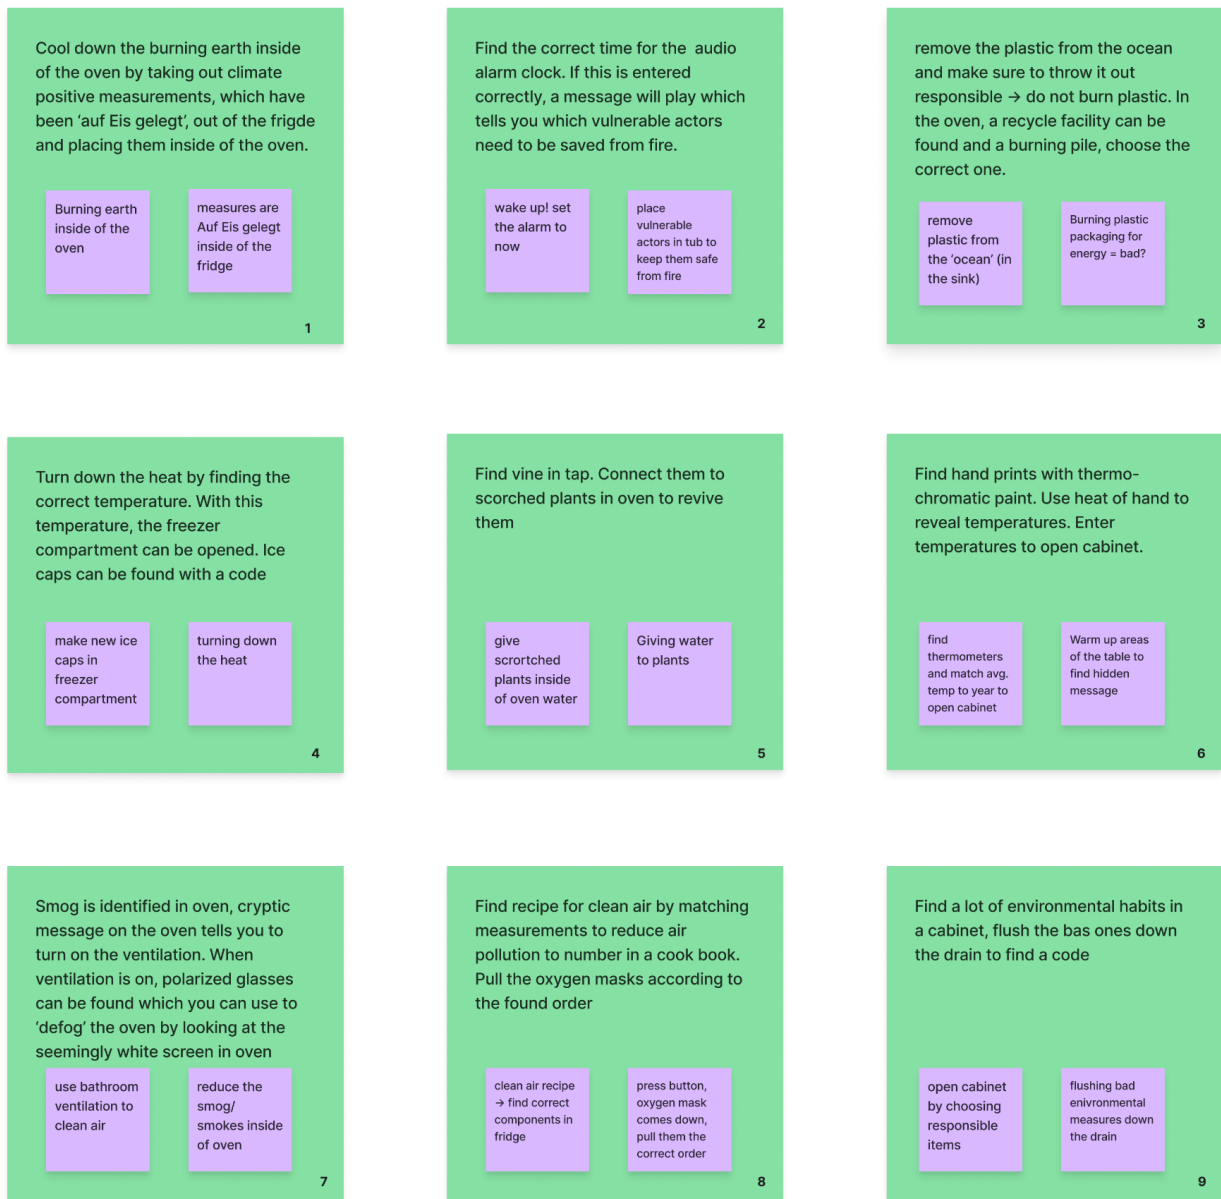 Cool down the burning earth inside
of the oven by taking out climate
positive measurements, which have
been ‘auf Eis gelegt’, out of the frigde
and placing them inside of the oven.
Burning earth
inside of the
oven
measures are
Auf Eis gelegt
inside of the
fridge
1
Find the correct time for the  audio
alarm clock. If this is entered
correctly, a message will play which
tells you which vulnerable actors
need to be saved from fire.
wake up! set
the alarm to
now
place
vulnerable
actors in tub to
keep them safe
from fire
2
remove the plastic from the ocean
and make sure to throw it out
responsible → do not burn plastic. In
the oven, a recycle facility can be
found and a burning pile, choose the
correct one.
remove
plastic from
the ‘ocean’ (in
the sink)
Burning plastic
packaging for
energy = bad?
3
Turn down the heat by finding the
correct temperature. With this
temperature, the freezer
compartment can be opened. Ice
caps can be found with a code
make new ice
caps in
freezer
compartment
turning down
the heat
4
Find vine in tap. Connect them to
scorched plants in oven to revive
them
give
scrortched
plants inside
of oven water
Giving water
to plants
5
Find hand prints with thermo-
chromatic paint. Use heat of hand to
reveal temperatures. Enter
temperatures to open cabinet.
find
thermometers
and match avg.
temp to year to
open cabinet
Warm up areas
of the table to
find hidden
message
6
Smog is identified in oven, cryptic
message on the oven tells you to
turn on the ventilation. When
ventilation is on, polarized glasses
can be found which you can use to
‘defog’ the oven by looking at the
seemingly white screen in oven
use bathroom
ventilation to
clean air
reduce the
smog/
smokes inside
of oven
7
Find recipe for clean air by matching
measurements to reduce air
pollution to number in a cook book.
Pull the oxygen masks according to
the found order
clean air recipe
→ find correct
components in
fridge
press button,
oxygen mask
comes down,
pull them the
correct order
8
Find a lot of environmental habits in
a cabinet, flush the bas ones down
the drain to find a code
open cabinet
by choosing
responsible
items
flushing bad
enivronmental
measures down
the drain
9